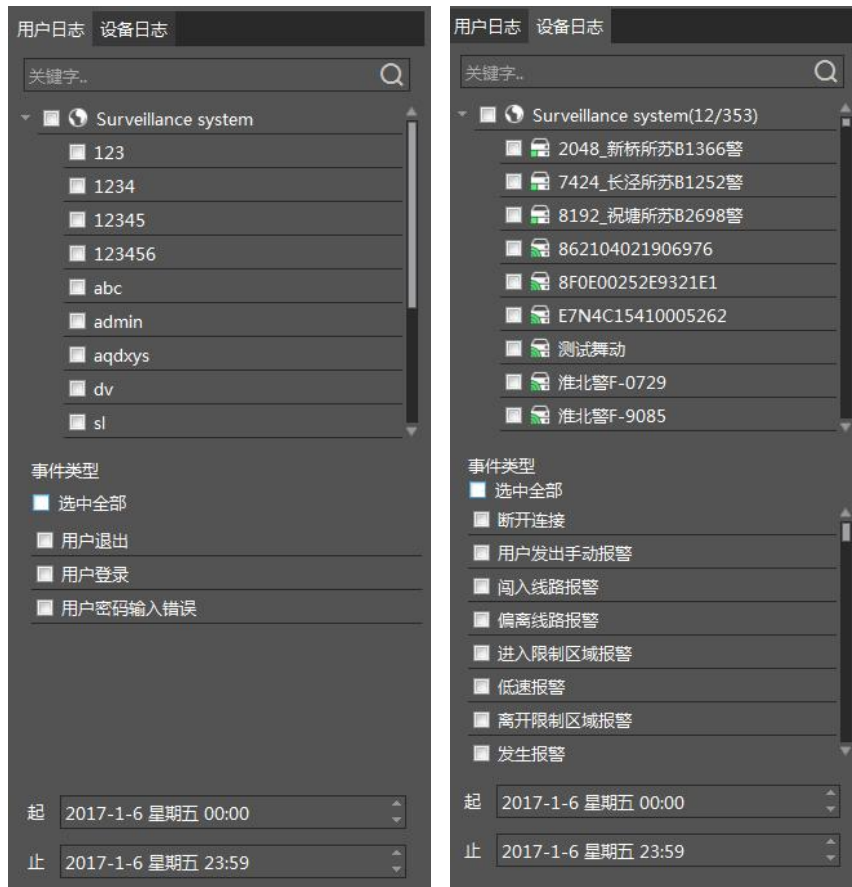 用户日志 设备日志
关键字..
Surveillance system
123
1234
12345
123456
abc
admin
aqdxys
dv
sl
事件类型
选中全部
用户退出
用户登录
用户密码输入错误
起 2017-1-6 星期五 00:00
止 2017-1-6 星期五 23:59
用户日志 设备日志
关键字..
Surveillance system(12/353)
2048_新桥所苏B1366警
7424_长泾所苏B1252警
8192_祝塘所苏B2698警
862104021906976
8F0E00252E9321E1
E7N4C15410005262
测试舞动
淮北警F-0729
淮北警F-9085
事件类型
选中全部
断开连接
用户发出手动报警
闯入线路报警
偏离线路报警
进入限制区域报警
低速报警
离开限制区域报警
发生报警
起 2017-1-6 星期五 00:00
止 2017-1-6 星期五 23:59